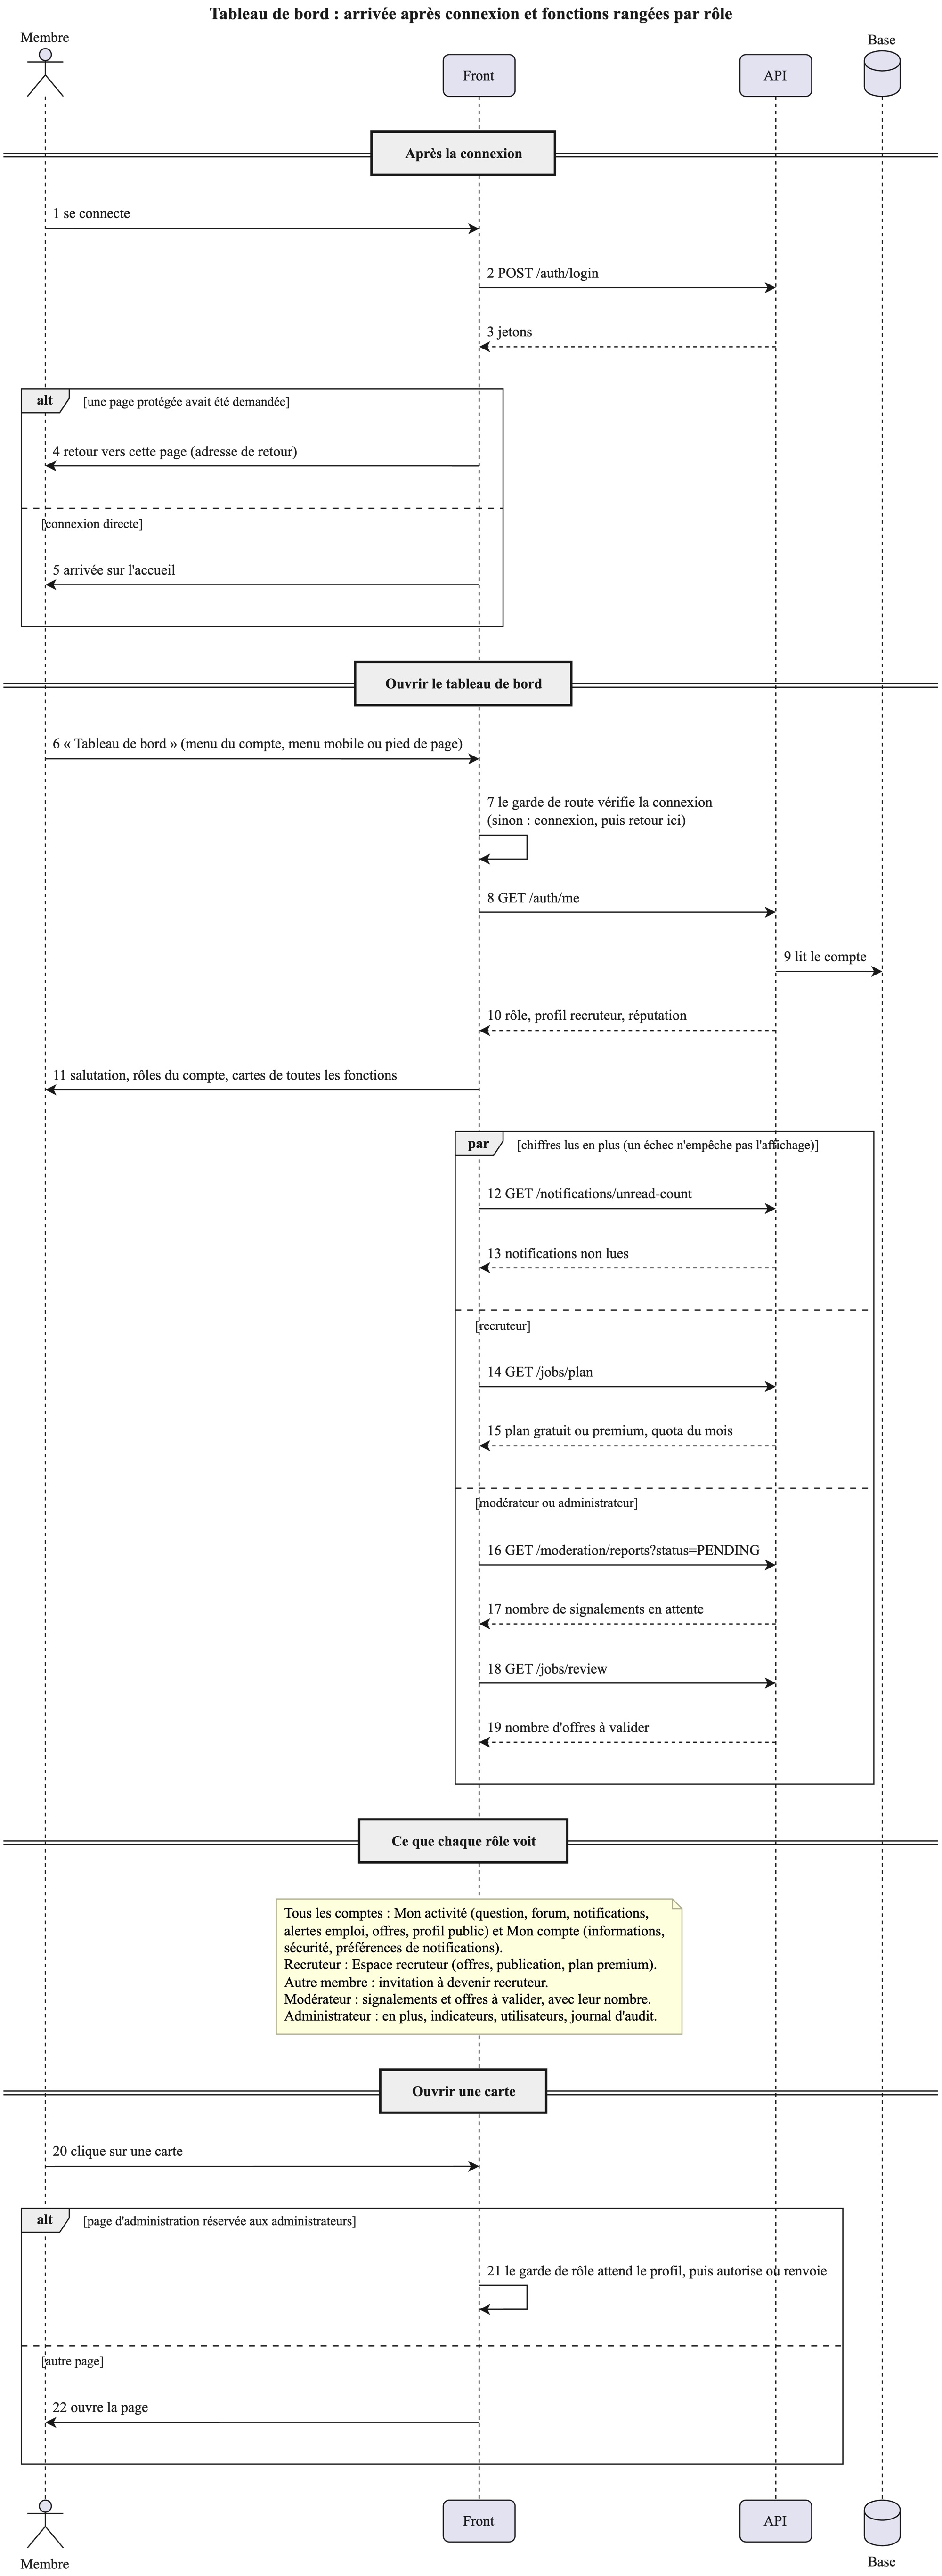 Tableau de bord : arrivée après connexion et fonctions rangées par rôle
Membre
Front
API
Base
Après la connexion
1 se connecte
2 POST /auth/login
3 jetons
alt
[une page protégée avait été demandée]
4 retour vers cette page (adresse de retour)
[connexion directe]
5 arrivée sur l'accueil
Ouvrir le tableau de bord
6 « Tableau de bord » (menu du compte, menu mobile ou pied de page)
7 le garde de route vérifie la connexion
(sinon : connexion, puis retour ici)
8 GET /auth/me
9 lit le compte
10 rôle, profil recruteur, réputation
11 salutation, rôles du compte, cartes de toutes les fonctions
par
[chiffres lus en plus (un échec n'empêche pas l'affichage)]
12 GET /notifications/unread-count
13 notifications non lues
[recruteur]
14 GET /jobs/plan
15 plan gratuit ou premium, quota du mois
[modérateur ou administrateur]
16 GET /moderation/reports?status=PENDING
17 nombre de signalements en attente
18 GET /jobs/review
19 nombre d'offres à valider
Ce que chaque rôle voit
Tous les comptes : Mon activité (question, forum, notifications,
alertes emploi, offres, profil public) et Mon compte (informations,
sécurité, préférences de notifications).
Recruteur : Espace recruteur (offres, publication, plan premium).
Autre membre : invitation à devenir recruteur.
Modérateur : signalements et offres à valider, avec leur nombre.
Administrateur : en plus, indicateurs, utilisateurs, journal d'audit.
Ouvrir une carte
20 clique sur une carte
alt
[page d'administration réservée aux administrateurs]
21 le garde de rôle attend le profil, puis autorise ou renvoie
[autre page]
22 ouvre la page
Membre
Front
API
Base